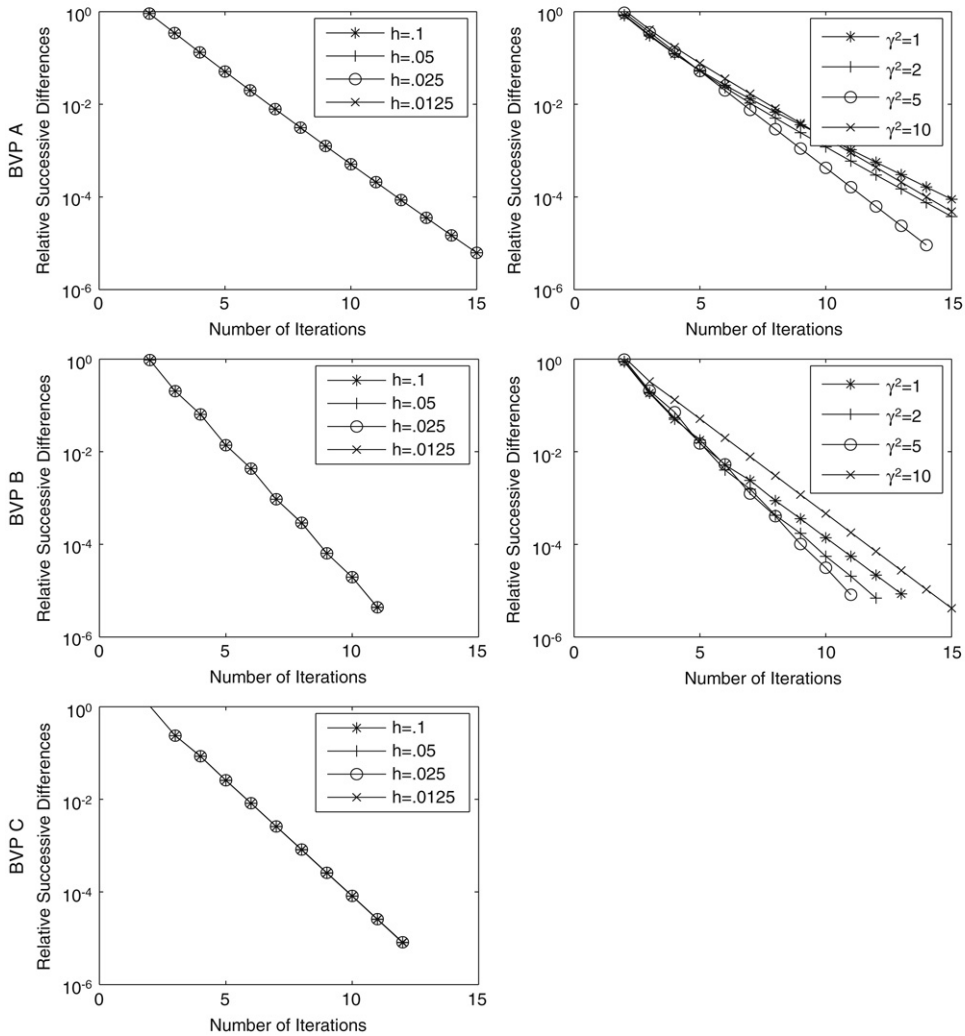 BVP A
Relative Successive Differences
10^0
10^-2
10^-4
10^-6
0
5
10
15
Number of Iterations
h=.1
h=.05
h=.025
h=.0125
Relative Successive Differences
10^0
10^-2
10^-4
10^-6
0
5
10
15
Number of Iterations
γ²=1
γ²=2
γ²=5
γ²=10
BVP B
Relative Successive Differences
10^0
10^-2
10^-4
10^-6
0
5
10
15
Number of Iterations
h=.1
h=.05
h=.025
h=.0125
Relative Successive Differences
10^0
10^-2
10^-4
10^-6
0
5
10
15
Number of Iterations
γ²=1
γ²=2
γ²=5
γ²=10
BVP C
Relative Successive Differences
10^0
10^-2
10^-4
10^-6
0
5
10
15
Number of Iterations
h=.1
h=.05
h=.025
h=.0125